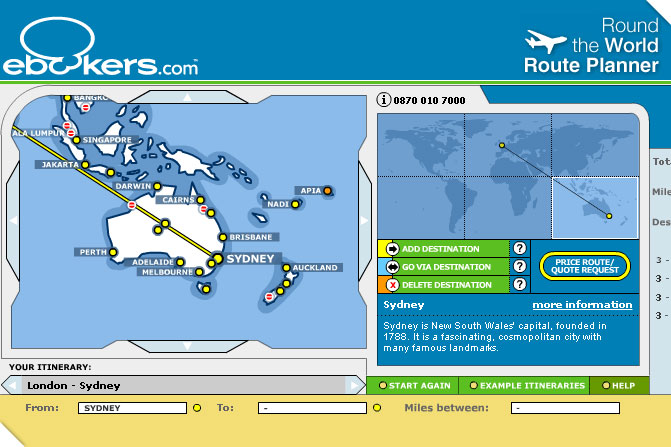 ebookers.com™
Round
the World
Route Planner
0870 010 7000
BANGKO
ALA LUMPUR
SINGAPORE
JAKARTA
DARWIN
CAIRNS
APIA
NADI
BRISBANE
PERTH
ADELAIDE
SYDNEY
MELBOURNE
AUCKLAND
ADD DESTINATION ?
GO VIA DESTINATION ?
X DELETE DESTINATION ?
PRICE ROUTE/
QUOTE REQUEST
Sydney more information
Sydney is New South Wales' capital, founded in
1788. It is a fascinating, cosmopolitan city with
many famous landmarks.
Tot
Mile
Des
3 -
3 -
3 -
3 -
YOUR ITINERARY:
London - Sydney
START AGAIN EXAMPLE ITINERARIES HELP
From: SYDNEY To: - Miles between: -